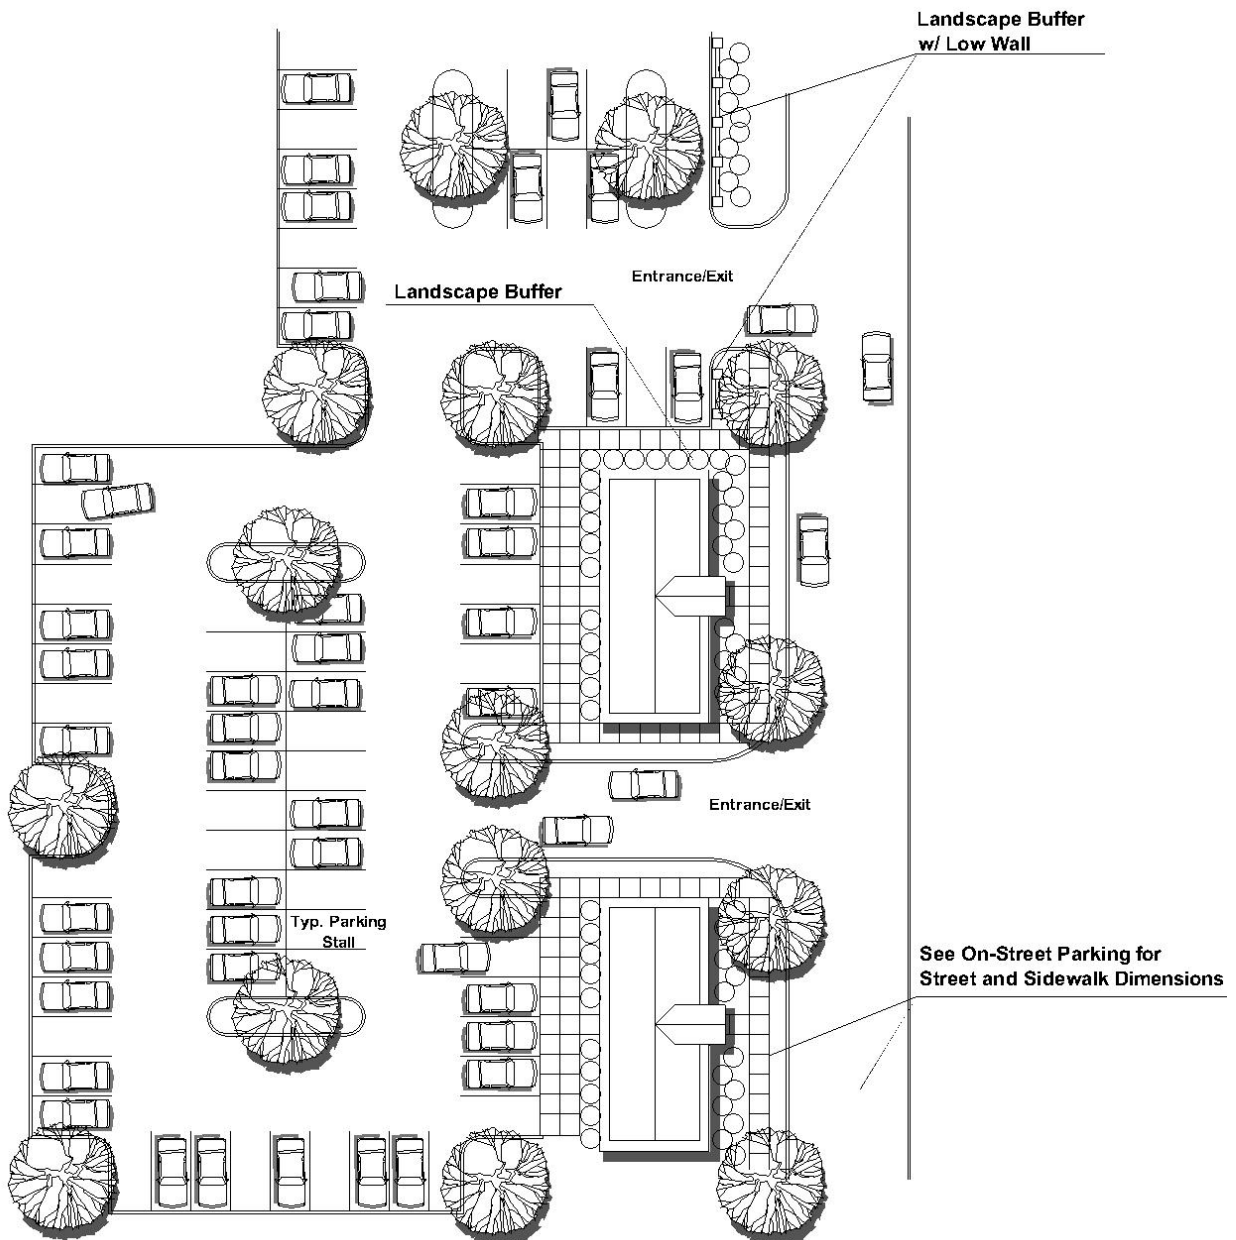 Landscape Buffer
w/ Low Wall
Entrance/Exit
Landscape Buffer
Entrance/Exit
Typ. Parking
Stall
See On-Street Parking for
Street and Sidewalk Dimensions